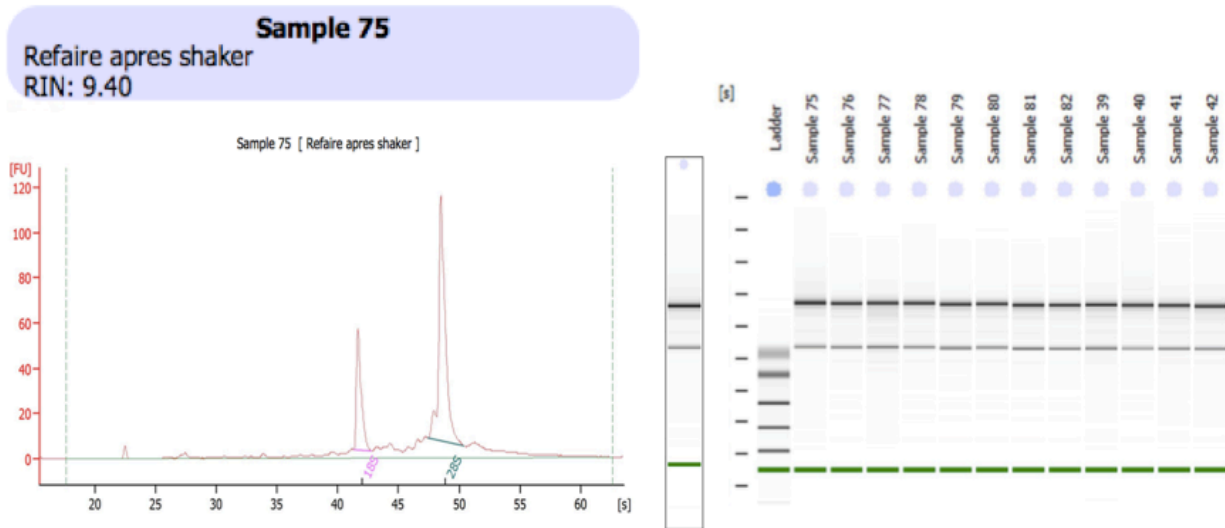 Sample 75
Refaire apres shaker
RIN: 9.40
Sample 75 [ Refaire apres shaker ]
[FU]
120
100
80
60
40
20
0
18S
28S
20 25 30 35 40 45 50 55 60 [s]
[s]
Ladder
Sample 75
Sample 76
Sample 77
Sample 78
Sample 79
Sample 80
Sample 81
Sample 82
Sample 39
Sample 40
Sample 41
Sample 42